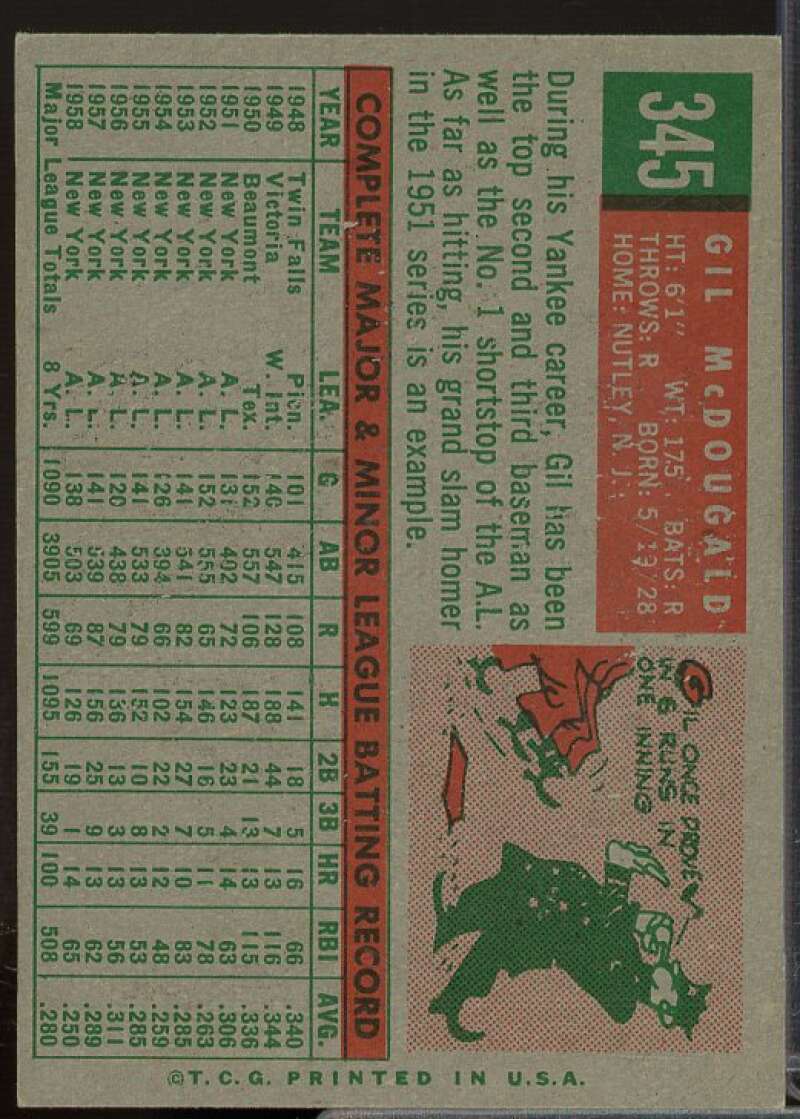 345
GIL McDOUGALD
HT: 6'1" WT: 175 BATS: R
THROWS: R BORN: 5/19/28
HOME: NUTLEY, N. J.
During his Yankee career, Gil has been
the top second and third baseman as
well as the No. 1 shortstop of the A.L.
As far as hitting, his grand slam homer
in the 1951 series is an example.
GIL ONCE DROVE
IN 6 RUNS IN
ONE INNING
COMPLETE MAJOR & MINOR LEAGUE BATTING RECORD
YEAR TEAM LEA. G AB R H 2B 3B HR RBI AVG.
1948 Twin Falls Pion. 101 415 108 141 18 5 16 66 .340
1949 Victoria W. Int. 140 547 128 188 44 7 13 116 .344
1950 Beaumont Tex. 152 557 106 187 21 13 13 115 .336
1951 New York A. L. 131 402 72 123 23 4 14 63 .306
1952 New York A. L. 152 555 65 146 16 5 11 78 .263
1953 New York A. L. 141 541 82 154 27 7 10 83 .285
1954 New York A. L. 126 394 66 102 22 2 12 48 .259
1955 New York A. L. 141 533 79 152 10 8 13 53 .285
1956 New York A. L. 120 438 79 136 13 3 13 56 .311
1957 New York A. L. 141 539 87 156 25 9 13 62 .289
1958 New York A. L. 138 503 69 126 19 1 14 65 .250
Major League Totals 8 Yrs. 1090 3905 599 1095 155 39 100 508 .280
©T. C. G. PRINTED IN U.S.A.